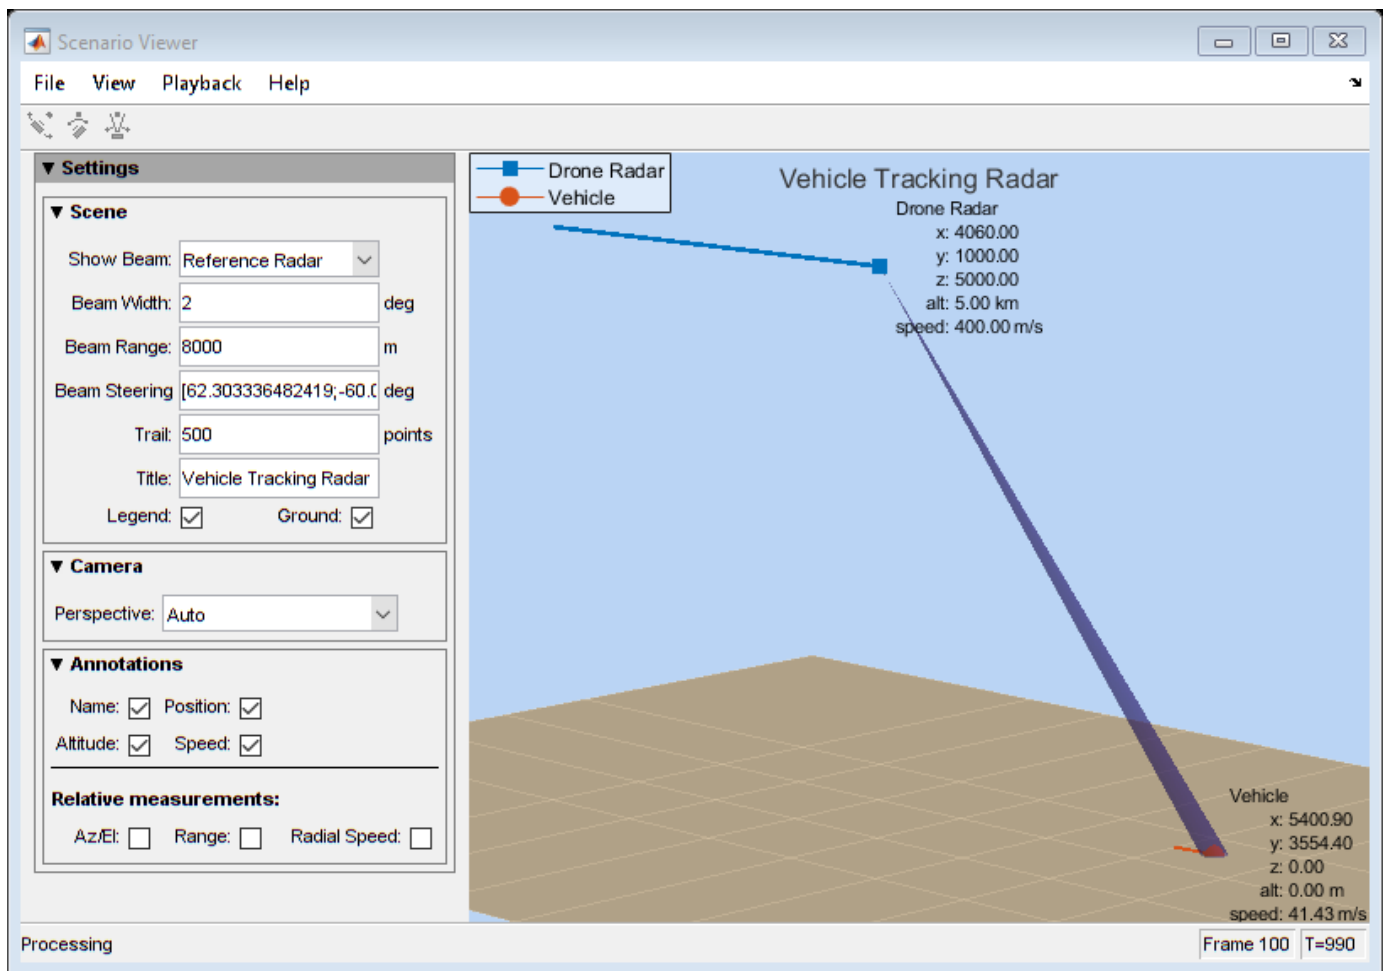 Scenario Viewer
File View Playback Help
▼ Settings
▼ Scene
Show Beam: Reference Radar
Beam Width: 2 deg
Beam Range: 8000 m
Beam Steering [62.303336482419;-60.0 deg
Trail: 500 points
Title: Vehicle Tracking Radar
Legend: Ground:
▼ Camera
Perspective: Auto
▼ Annotations
Name: Position:
Altitude: Speed:
Relative measurements:
Az/El: Range: Radial Speed:
Drone Radar
Vehicle
Vehicle Tracking Radar
Drone Radar
x: 4060.00
y: 1000.00
z: 5000.00
alt: 5.00 km
speed: 400.00 m/s
Vehicle
x: 5400.90
y: 3554.40
z: 0.00
alt: 0.00 m
speed: 41.43 m/s
Processing
Frame 100 T=990